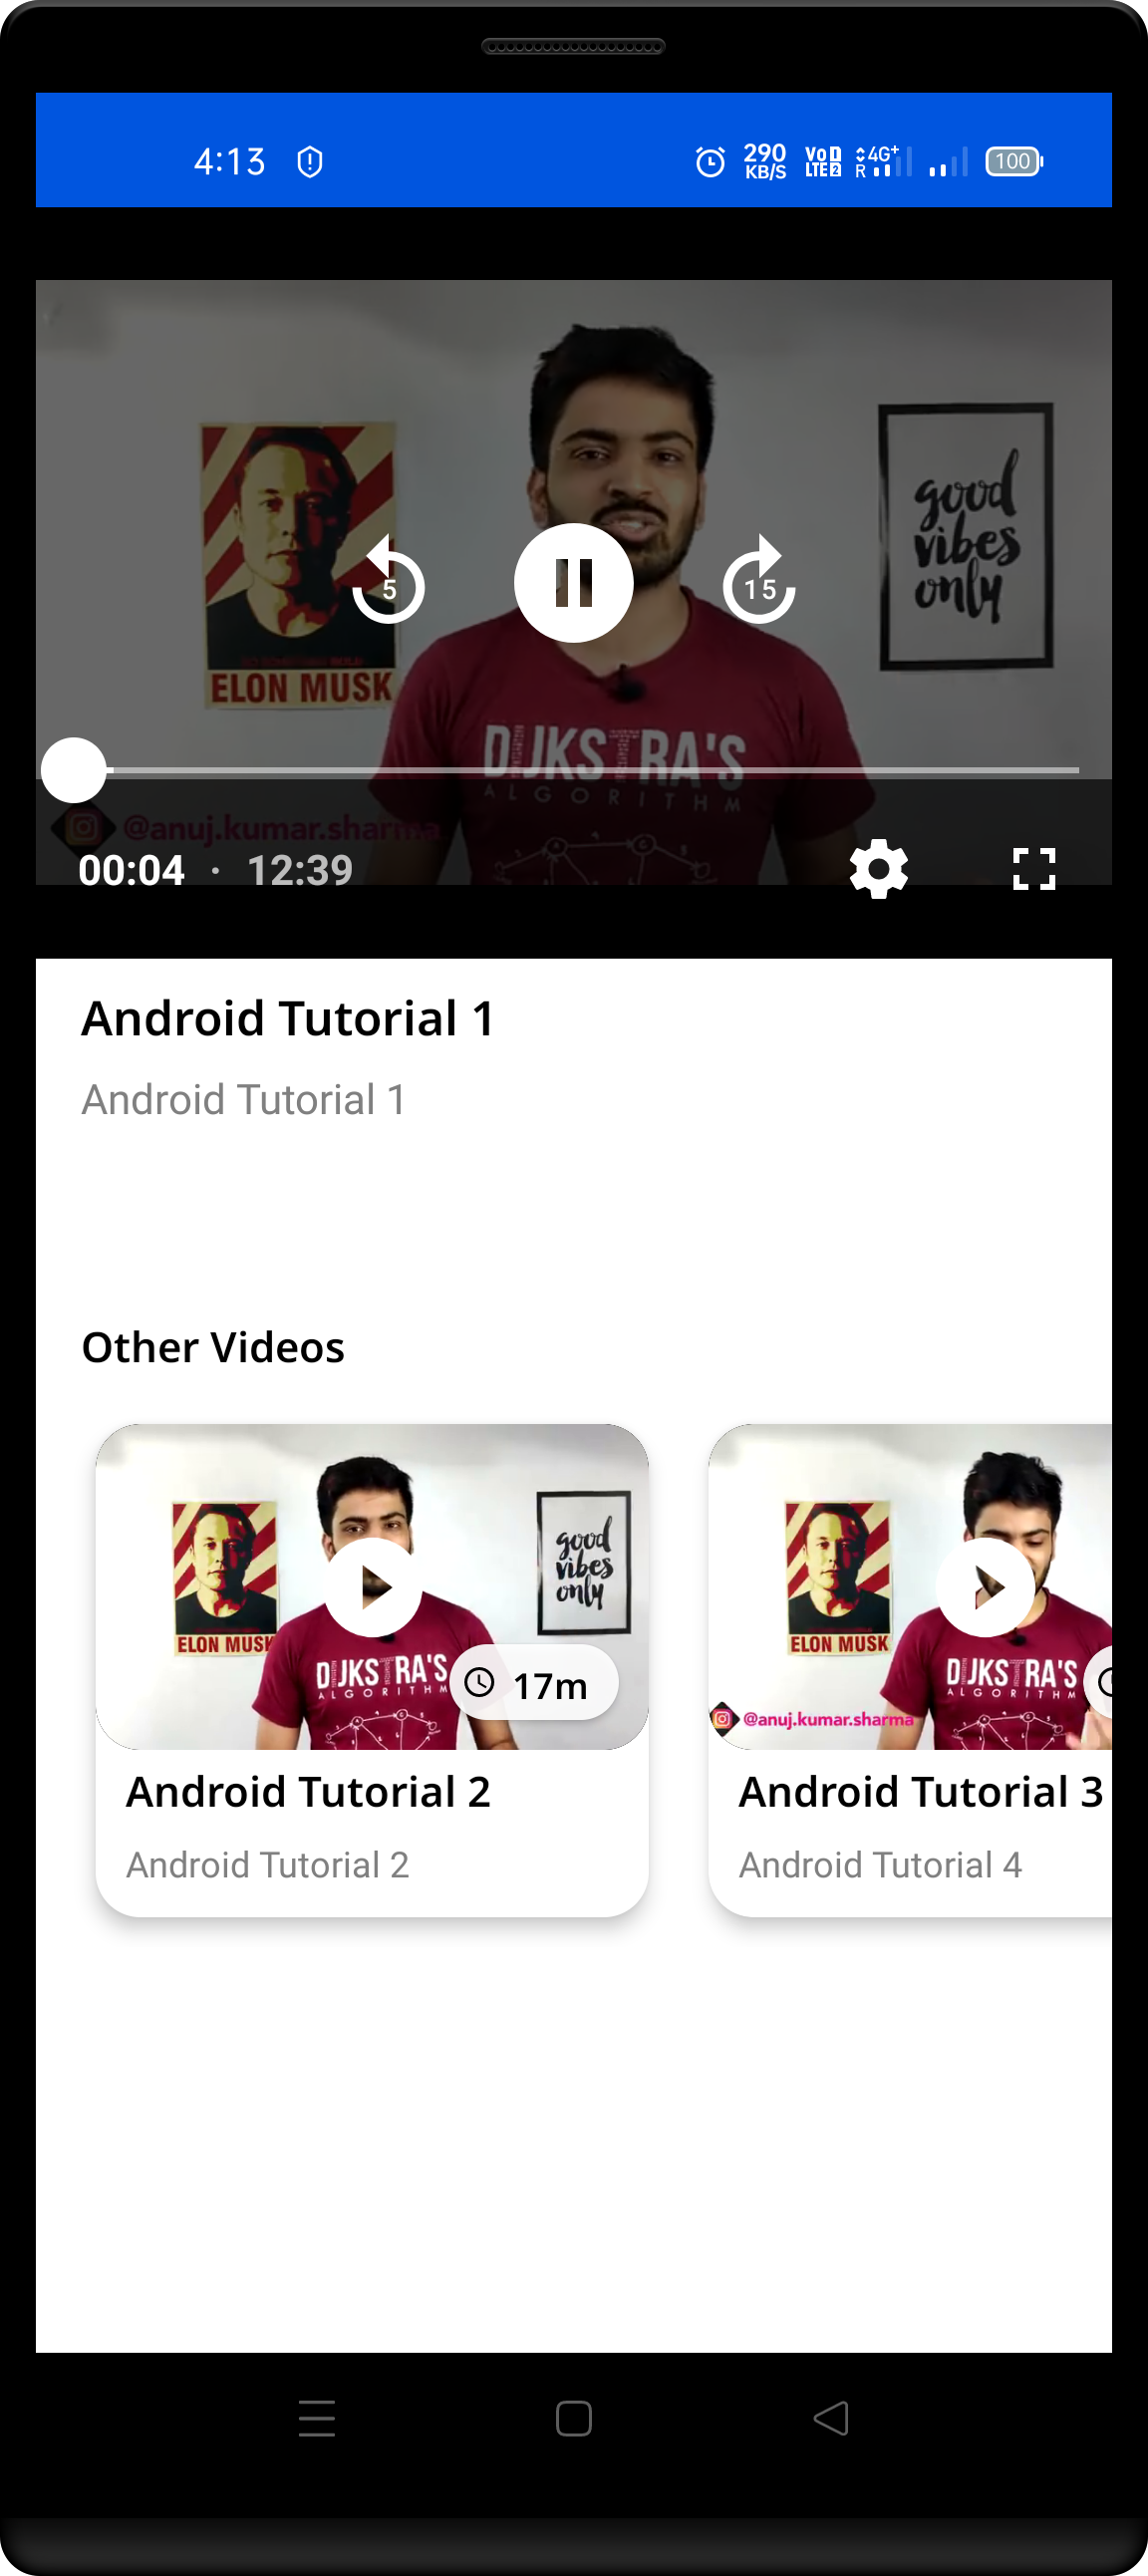 4:13
290 KB/S
Vo 1 LTE 2
4G+
R
100
good
vibes
only
5
15
ELON MUSK
DIJKSTRA'S
ALGORITHM
@anuj.kumar.sharma
00:04 · 12:39
Android Tutorial 1
Android Tutorial 1
Other Videos
good
vibes
only
ELON MUSK
ELON MUSK
DIJKSTRA'S
ALGORITHM
DIJKSTRA'S
ALGORITHM
17m
@anuj.kumar.sharma
Android Tutorial 2
Android Tutorial 3
Android Tutorial 2
Android Tutorial 4